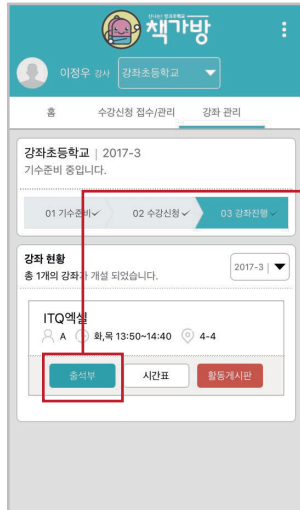 신나는! 방과후학교
책가방
이정우 강사 강좌초등학교
홈 수강신청 접수/관리 강좌 관리
강좌초등학교 | 2017-3
기수준비 중입니다.
01 기수준비 02 수강신청 03 강좌진행
강좌 현황
총 1개의 강좌가 개설 되었습니다.
2017-3 |
ITQ엑셀
A 화,목 13:50~14:40 4-4
출석부 시간표 활동게시판